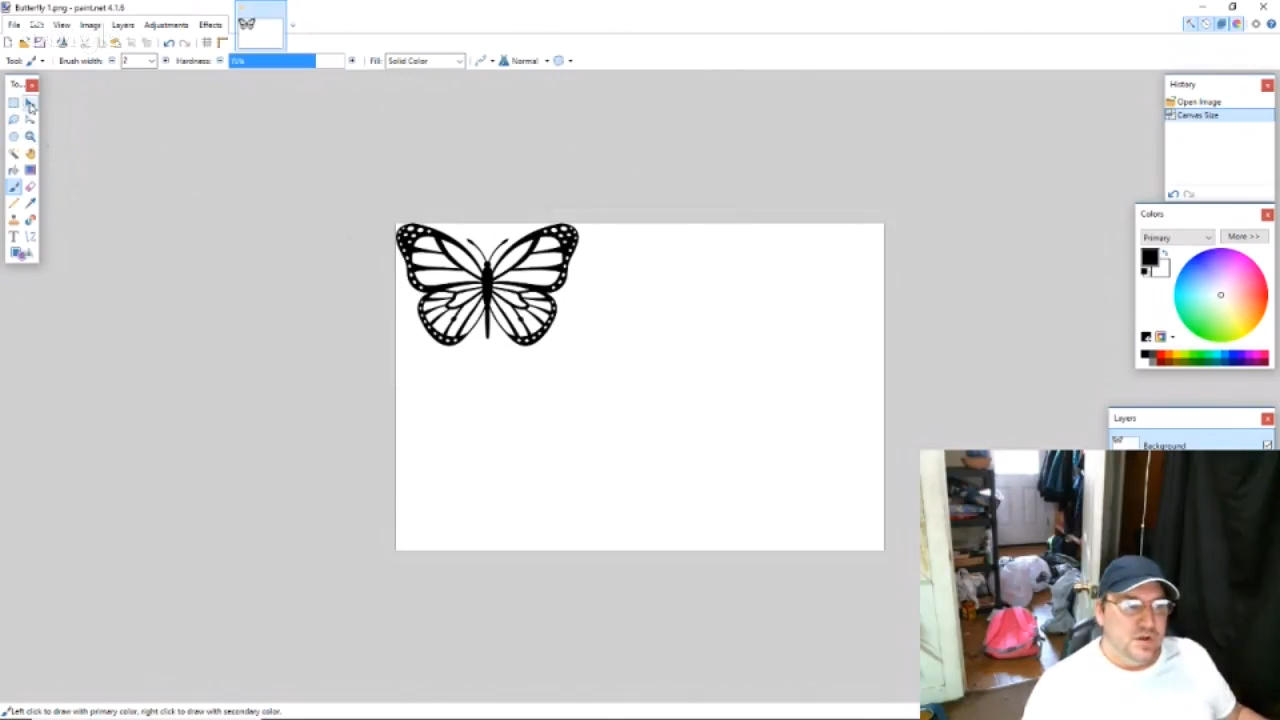 Butterfly 1.png - paint.net 4.1.6
File
View
Image
Layers
Adjustments
Effects
Tool:
Brush width:
2
Hardness:
Fill:
Solid Color
Normal
To...
History
Open Image
Canvas Size
Colors
Primary
More >>
Layers
Background
Left click to draw with primary color, right click to draw with secondary color.